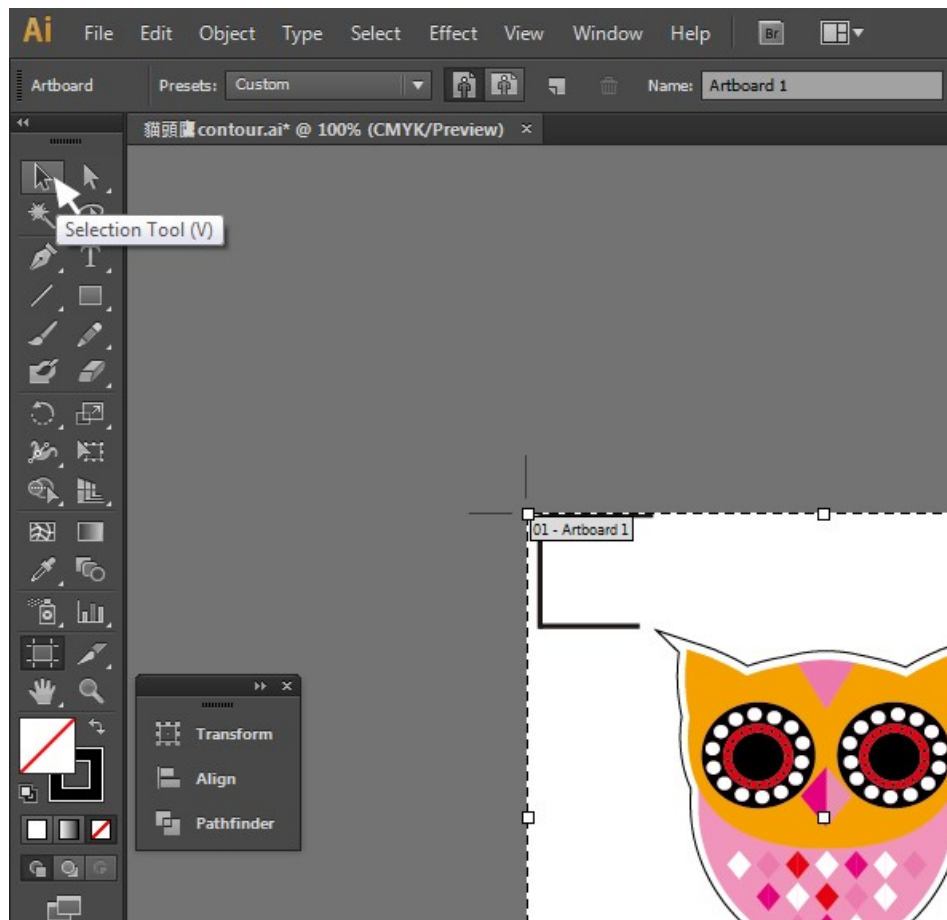 Ai File Edit Object Type Select Effect View Window Help Br
Artboard Presets: Custom Name: Artboard 1
貓頭鷹contour.ai* @ 100% (CMYK/Preview) ×
Selection Tool (V)
T
01 - Artboard 1
Transform
Align
Pathfinder